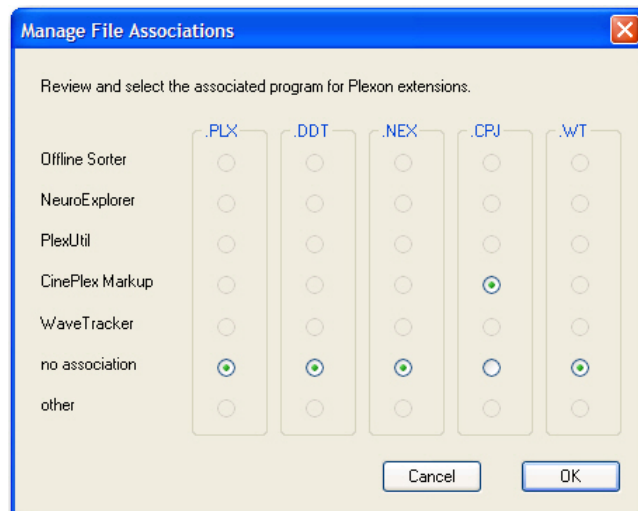 Manage File Associations
Review and select the associated program for Plexon extensions.
.PLX .DDT .NEX .CPJ .WT
Offline Sorter
NeuroExplorer
PlexUtil
CinePlex Markup
WaveTracker
no association
other
Cancel OK